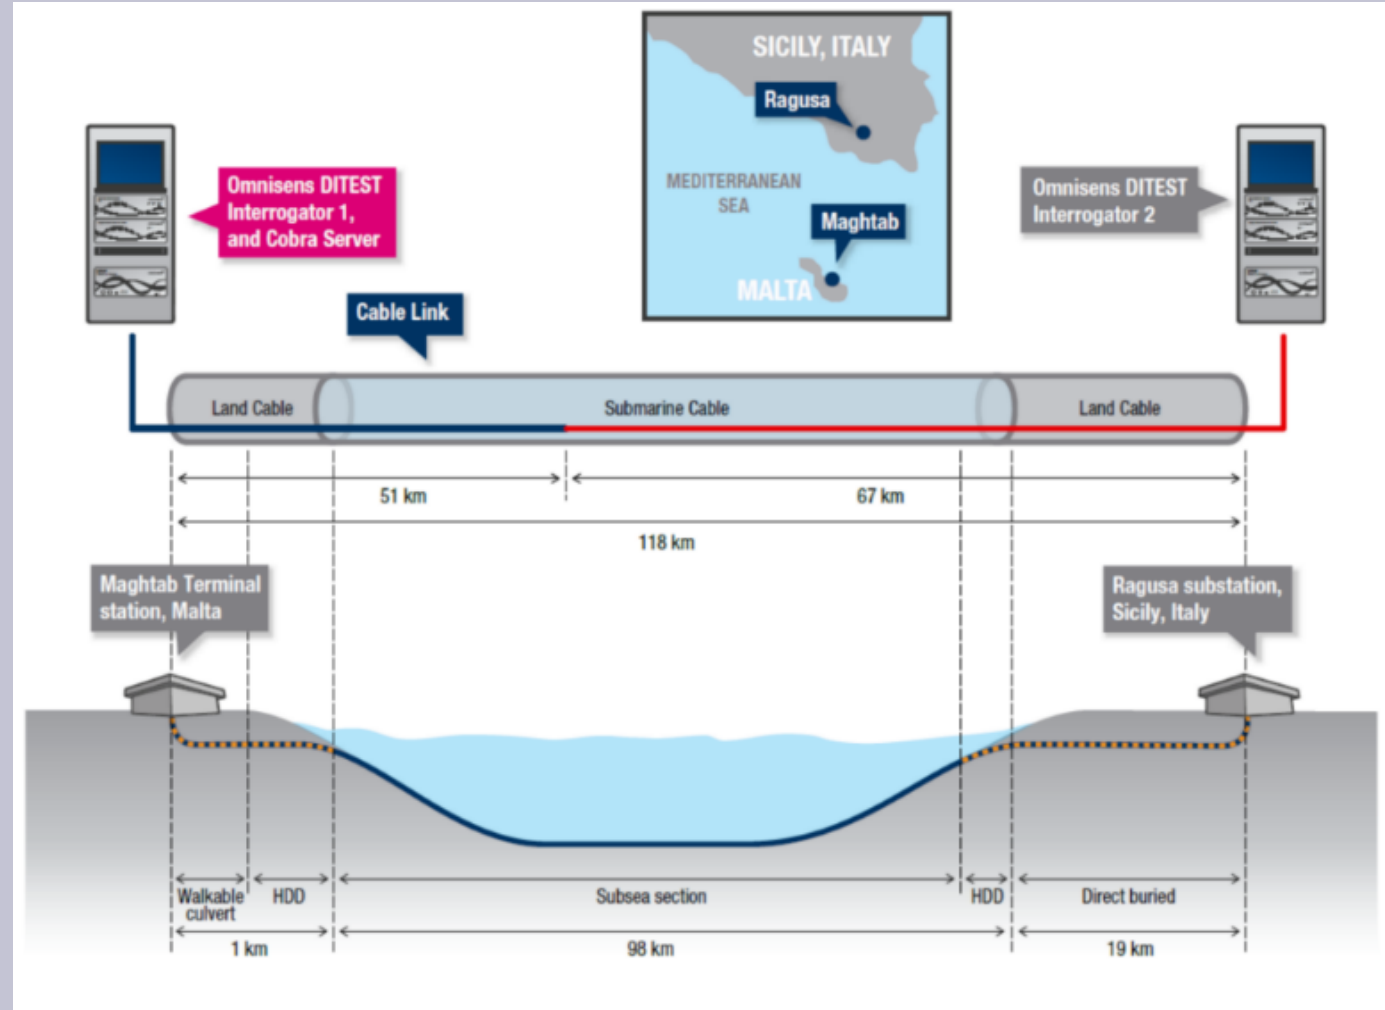 SICILY, ITALY
Ragusa
MEDITERRANEAN
SEA
Maghtab
MALTA
Omnisens DITEST
Interrogator 1,
and Cobra Server
Omnisens DITEST
Interrogator 2
Cable Link
Land Cable
Submarine Cable
Land Cable
51 km
67 km
118 km
Maghtab Terminal
station, Malta
Ragusa substation,
Sicily, Italy
Walkable
culvert
HDD
Subsea section
HDD
Direct buried
1 km
98 km
19 km